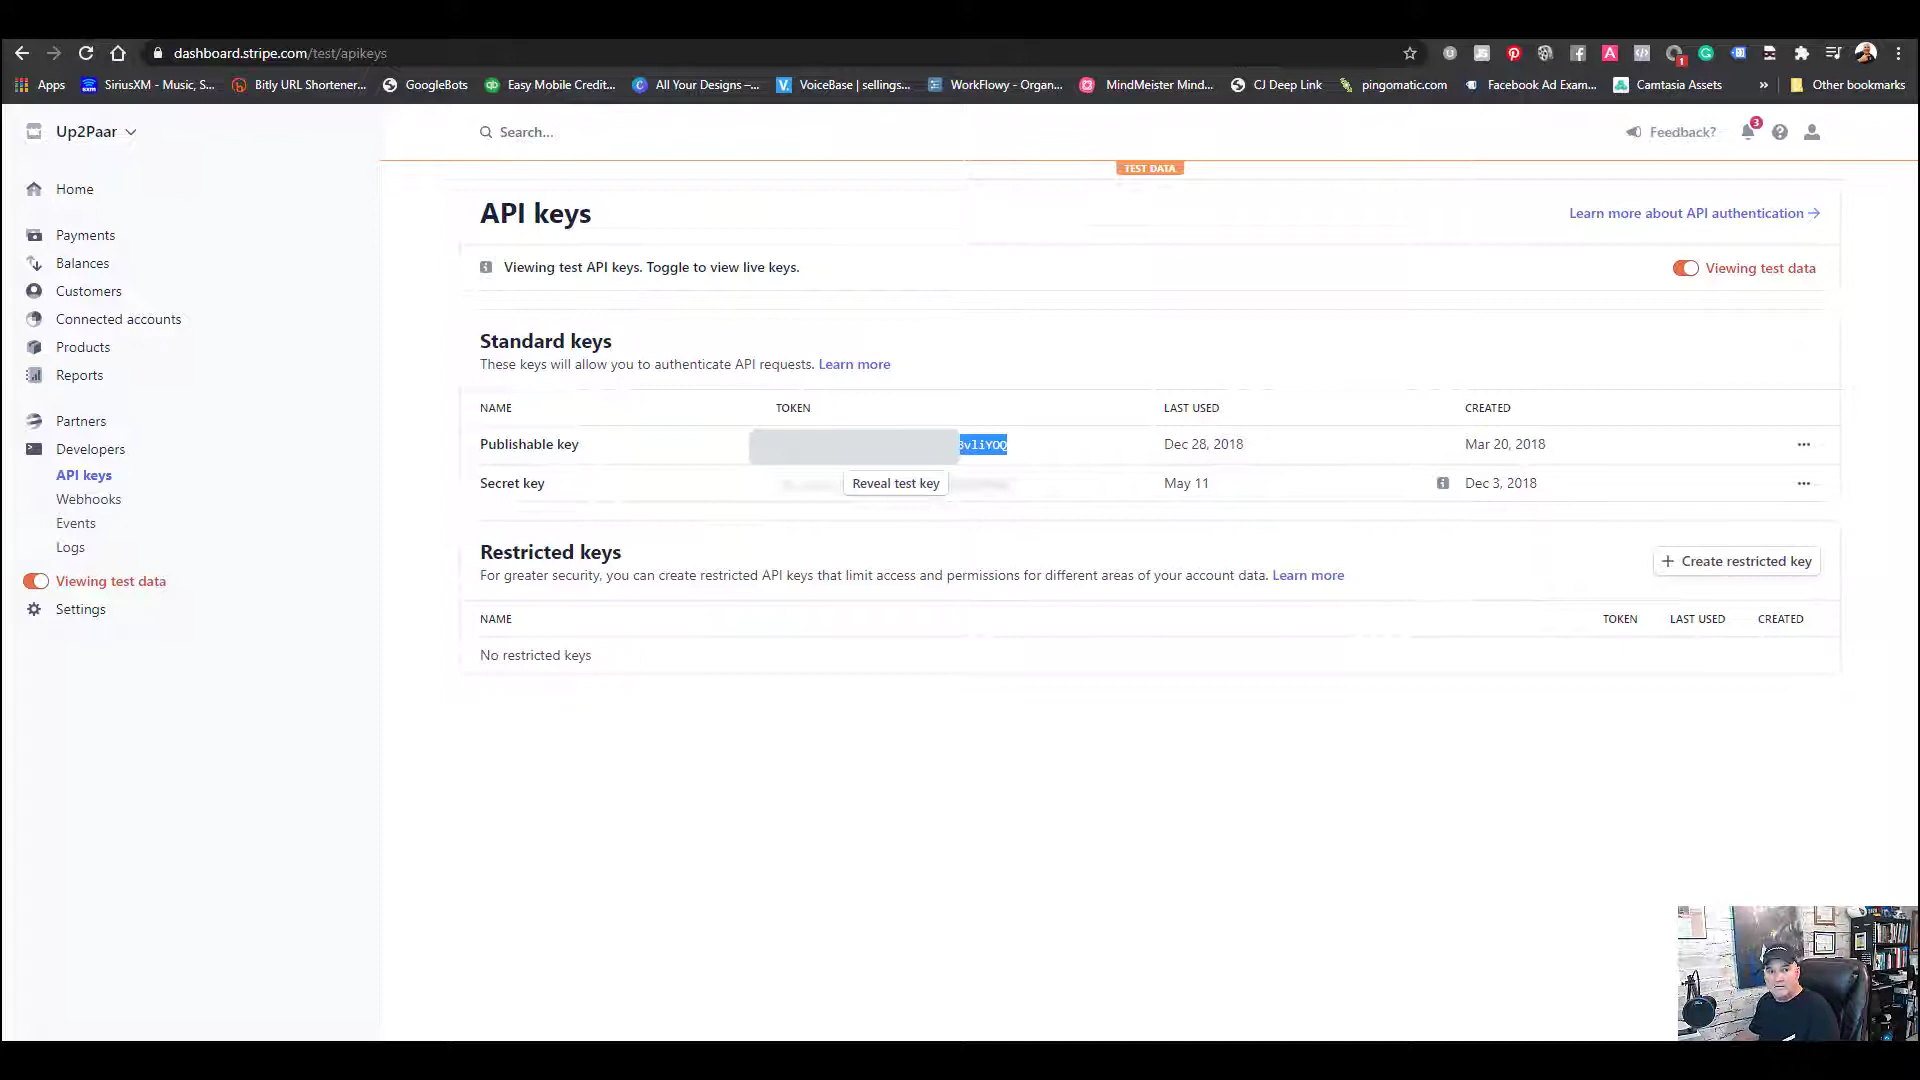 dashboard.stripe.com/test/apikeys
Apps
SiriusXM - Music, S...
Bitly URL Shortener...
GoogleBots
Easy Mobile Credit...
All Your Designs –...
VoiceBase | sellings...
WorkFlowy - Organ...
MindMeister Mind...
CJ Deep Link
pingomatic.com
Facebook Ad Exam...
Camtasia Assets
»
Other bookmarks
Up2Paar
Search...
Feedback?
3
TEST DATA
Home
Payments
Balances
Customers
Connected accounts
Products
Reports
Partners
Developers
API keys
Webhooks
Events
Logs
Viewing test data
Settings
API keys
Learn more about API authentication →
Viewing test API keys. Toggle to view live keys.
Viewing test data
Standard keys
These keys will allow you to authenticate API requests. Learn more
NAME TOKEN LAST USED CREATED
Publishable key Dec 28, 2018 Mar 20, 2018
Secret key Reveal test key May 11 Dec 3, 2018
Restricted keys
+ Create restricted key
For greater security, you can create restricted API keys that limit access and permissions for different areas of your account data. Learn more
NAME TOKEN LAST USED CREATED
No restricted keys